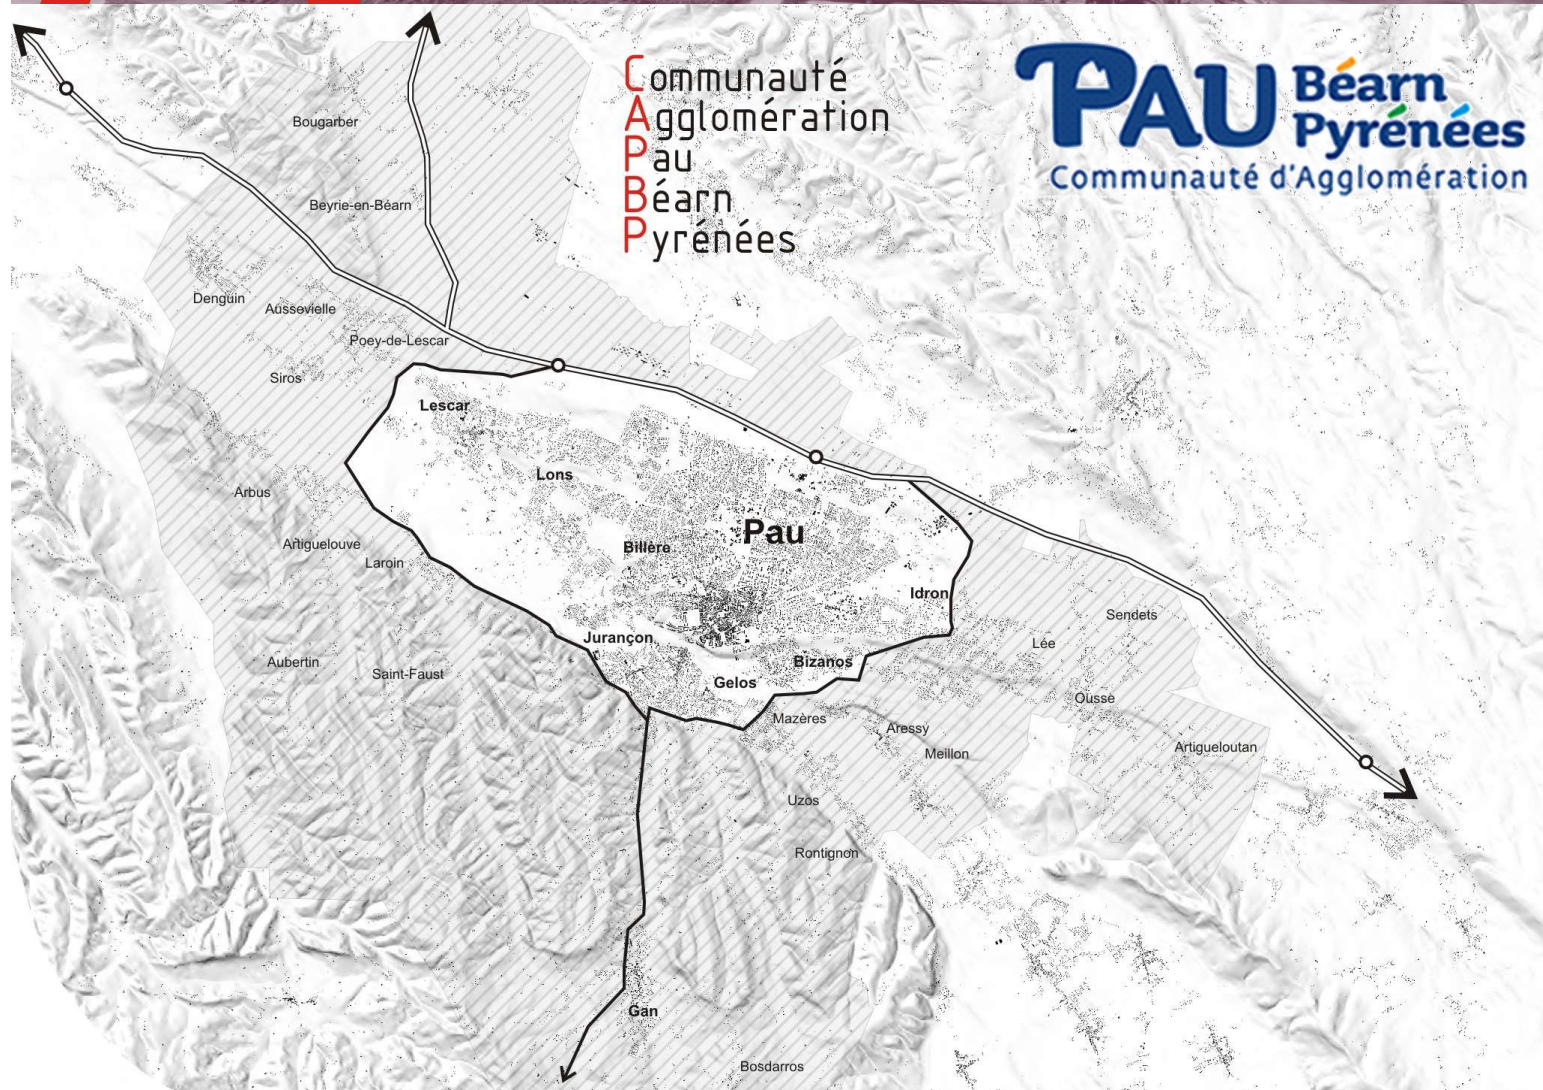 Communauté
Agglomération
Pau
Béarn
Pyrénées
PAU Béarn
Pyrénées
Communauté d'Agglomération
Bougarber
Beyrie-en-Béarn
Denguin
Aussevielle
Poey-de-Lescar
Siros
Lescar
Lons
Arbus
Pau
Artiguelouve
Billère
Laroin
Idron
Sendets
Jurançon
Lée
Aubertin
Saint-Faust
Bizanos
Gelos
Ousse
Mazères
Aressy
Meillon
Artigueloutan
Uzos
Rontignon
Gan
Bosdarros